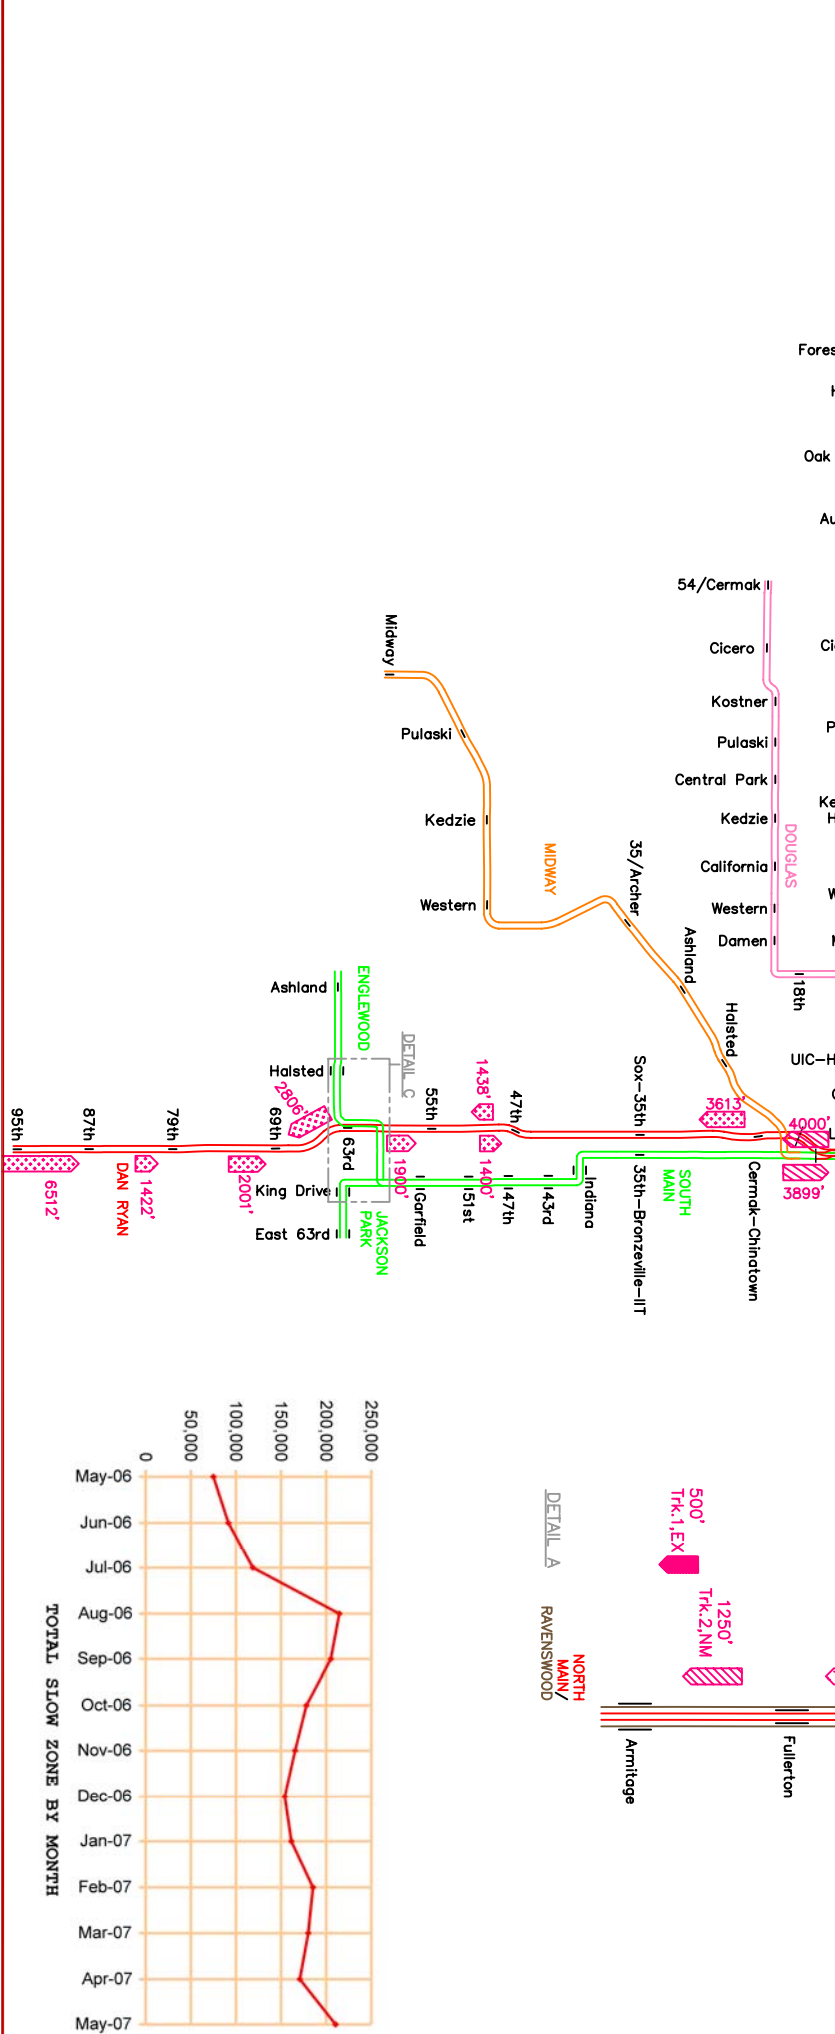 Fores
H
Oak
Au
54/Cermak
Cicero
Cic
Kostner
Pulaski
P
Central Park
Kedzie
Ke
H
California
W
Western
Damen
M
DOUGLAS
18th
Midway
Pulaski
Kedzie
Western
MIDWAY
35/Archer
Ashland
Halsted
UIC-H
Ashland
ENGLEWOOD
Halsted
DETAIL C
2806'
1438'
3613'
4000'
95th
87th
79th
69th
63rd
55th
47th
Sox-35th
Cermak-Chinatown
6512'
DAN RYAN
1422'
2001'
1900'
1400'
3899'
King Drive
East 63rd
JACKSON
PARK
Garfield
51st
47th
43rd
Indiana
35th-Bronzeville-IIT
SOUTH
MAIN
250,000
200,000
150,000
100,000
50,000
0
May-06
Jun-06
Jul-06
Aug-06
Sep-06
Oct-06
Nov-06
Dec-06
Jan-07
Feb-07
Mar-07
Apr-07
May-07
TOTAL SLOW ZONE BY MONTH
DETAIL A
500'
Trk.1,EX
1250'
Trk.2,NM
NORTH
MAIN/
RAVENSWOOD
Armitage
Fullerton